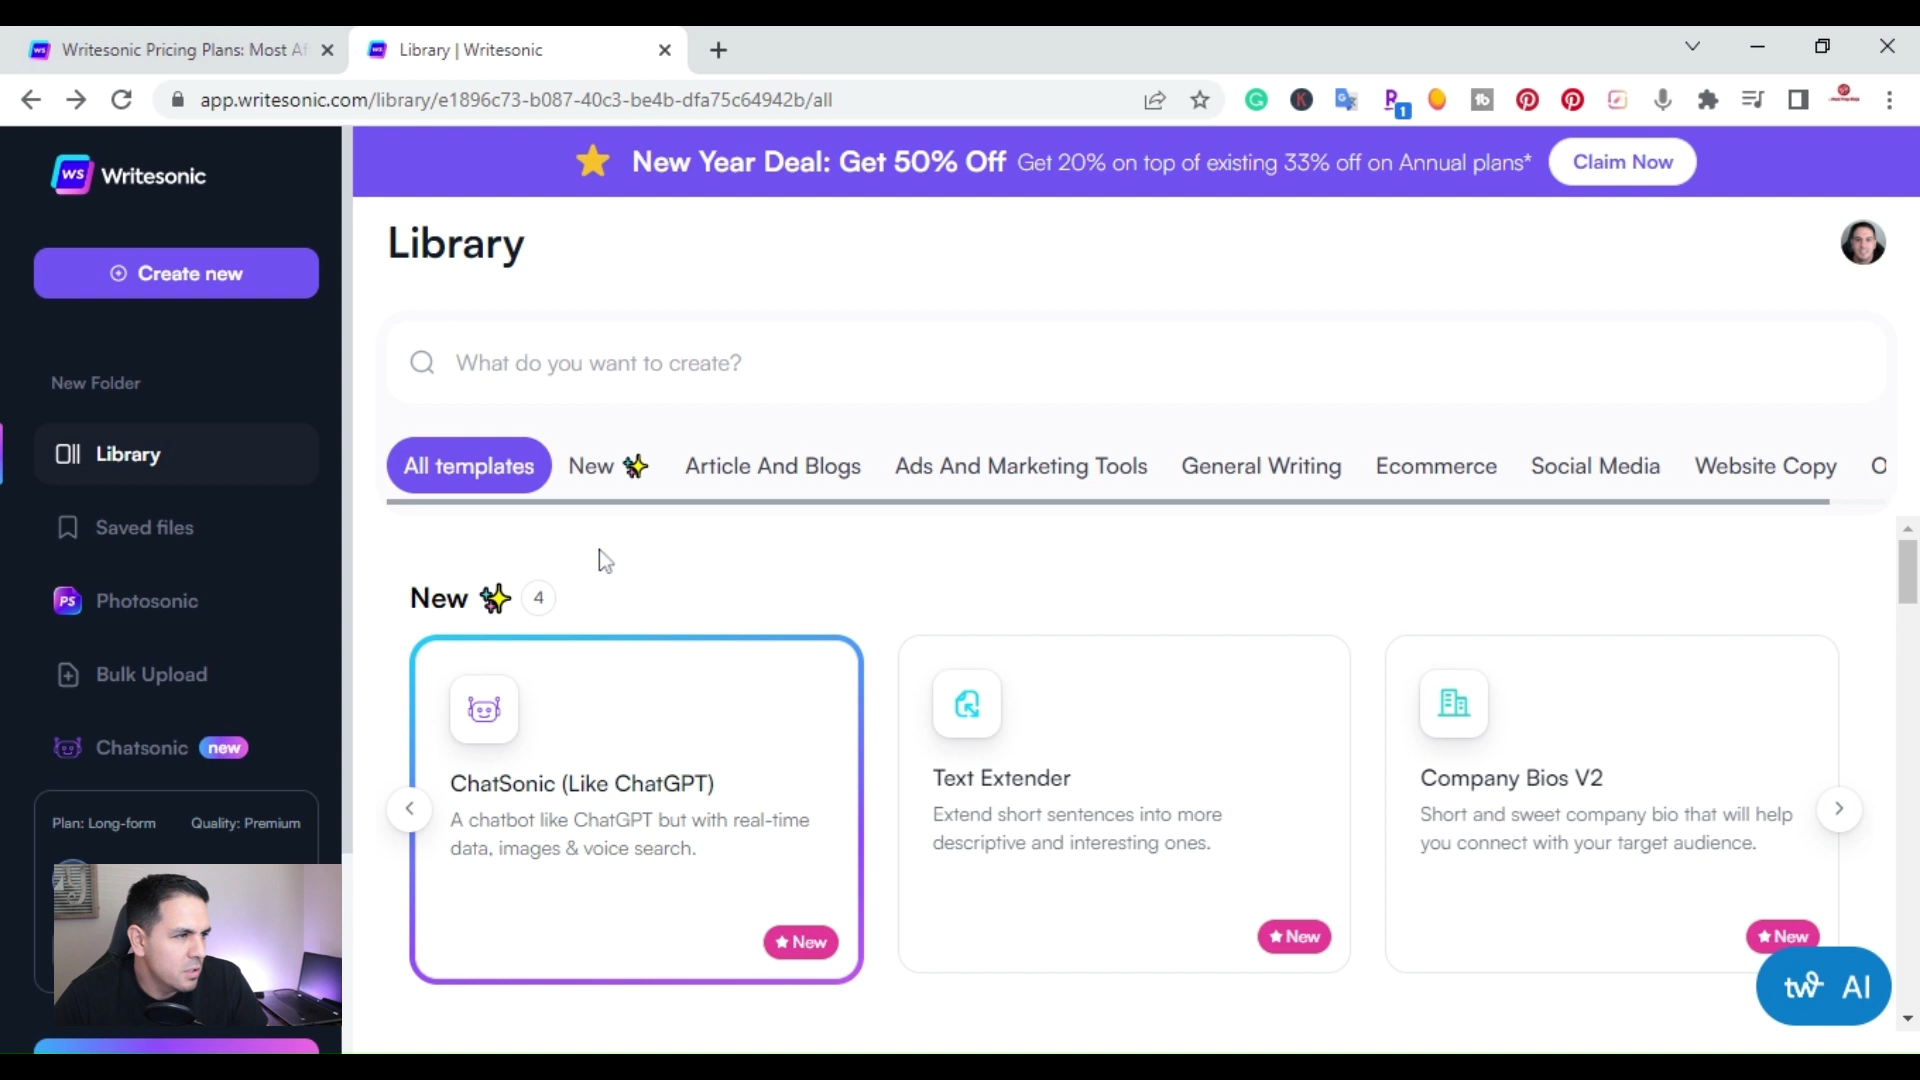 Writesonic Pricing Plans: Most Af
Library | Writesonic
app.writesonic.com/library/e1896c73-b087-40c3-be4b-dfa75c64942b/all
1
ws Writesonic
New Year Deal: Get 50% Off Get 20% on top of existing 33% off on Annual plans* Claim Now
Library
Create new
What do you want to create?
New Folder
All templates New Article And Blogs Ads And Marketing Tools General Writing Ecommerce Social Media Website Copy O
Library
Saved files
New 4
PS Photosonic
Bulk Upload
Chatsonic new
ChatSonic (Like ChatGPT)
A chatbot like ChatGPT but with real-time
data, images & voice search.
New
Text Extender
Extend short sentences into more
descriptive and interesting ones.
New
Company Bios V2
Short and sweet company bio that will help
you connect with your target audience.
New
Plan: Long-form Quality: Premium
tw AI